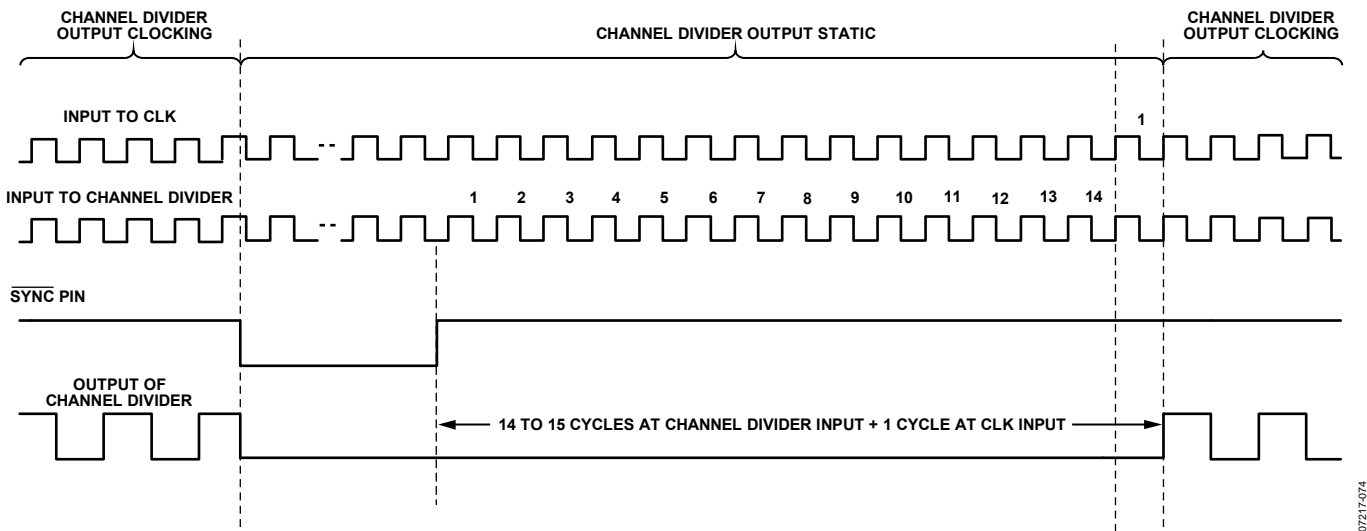 CHANNEL DIVIDER
OUTPUT CLOCKING
CHANNEL DIVIDER OUTPUT STATIC
CHANNEL DIVIDER
OUTPUT CLOCKING
INPUT TO CLK
1
INPUT TO CHANNEL DIVIDER
1 2 3 4 5 6 7 8 9 10 11 12 13 14
SYNC PIN
OUTPUT OF
CHANNEL DIVIDER
14 TO 15 CYCLES AT CHANNEL DIVIDER INPUT + 1 CYCLE AT CLK INPUT
07217-074